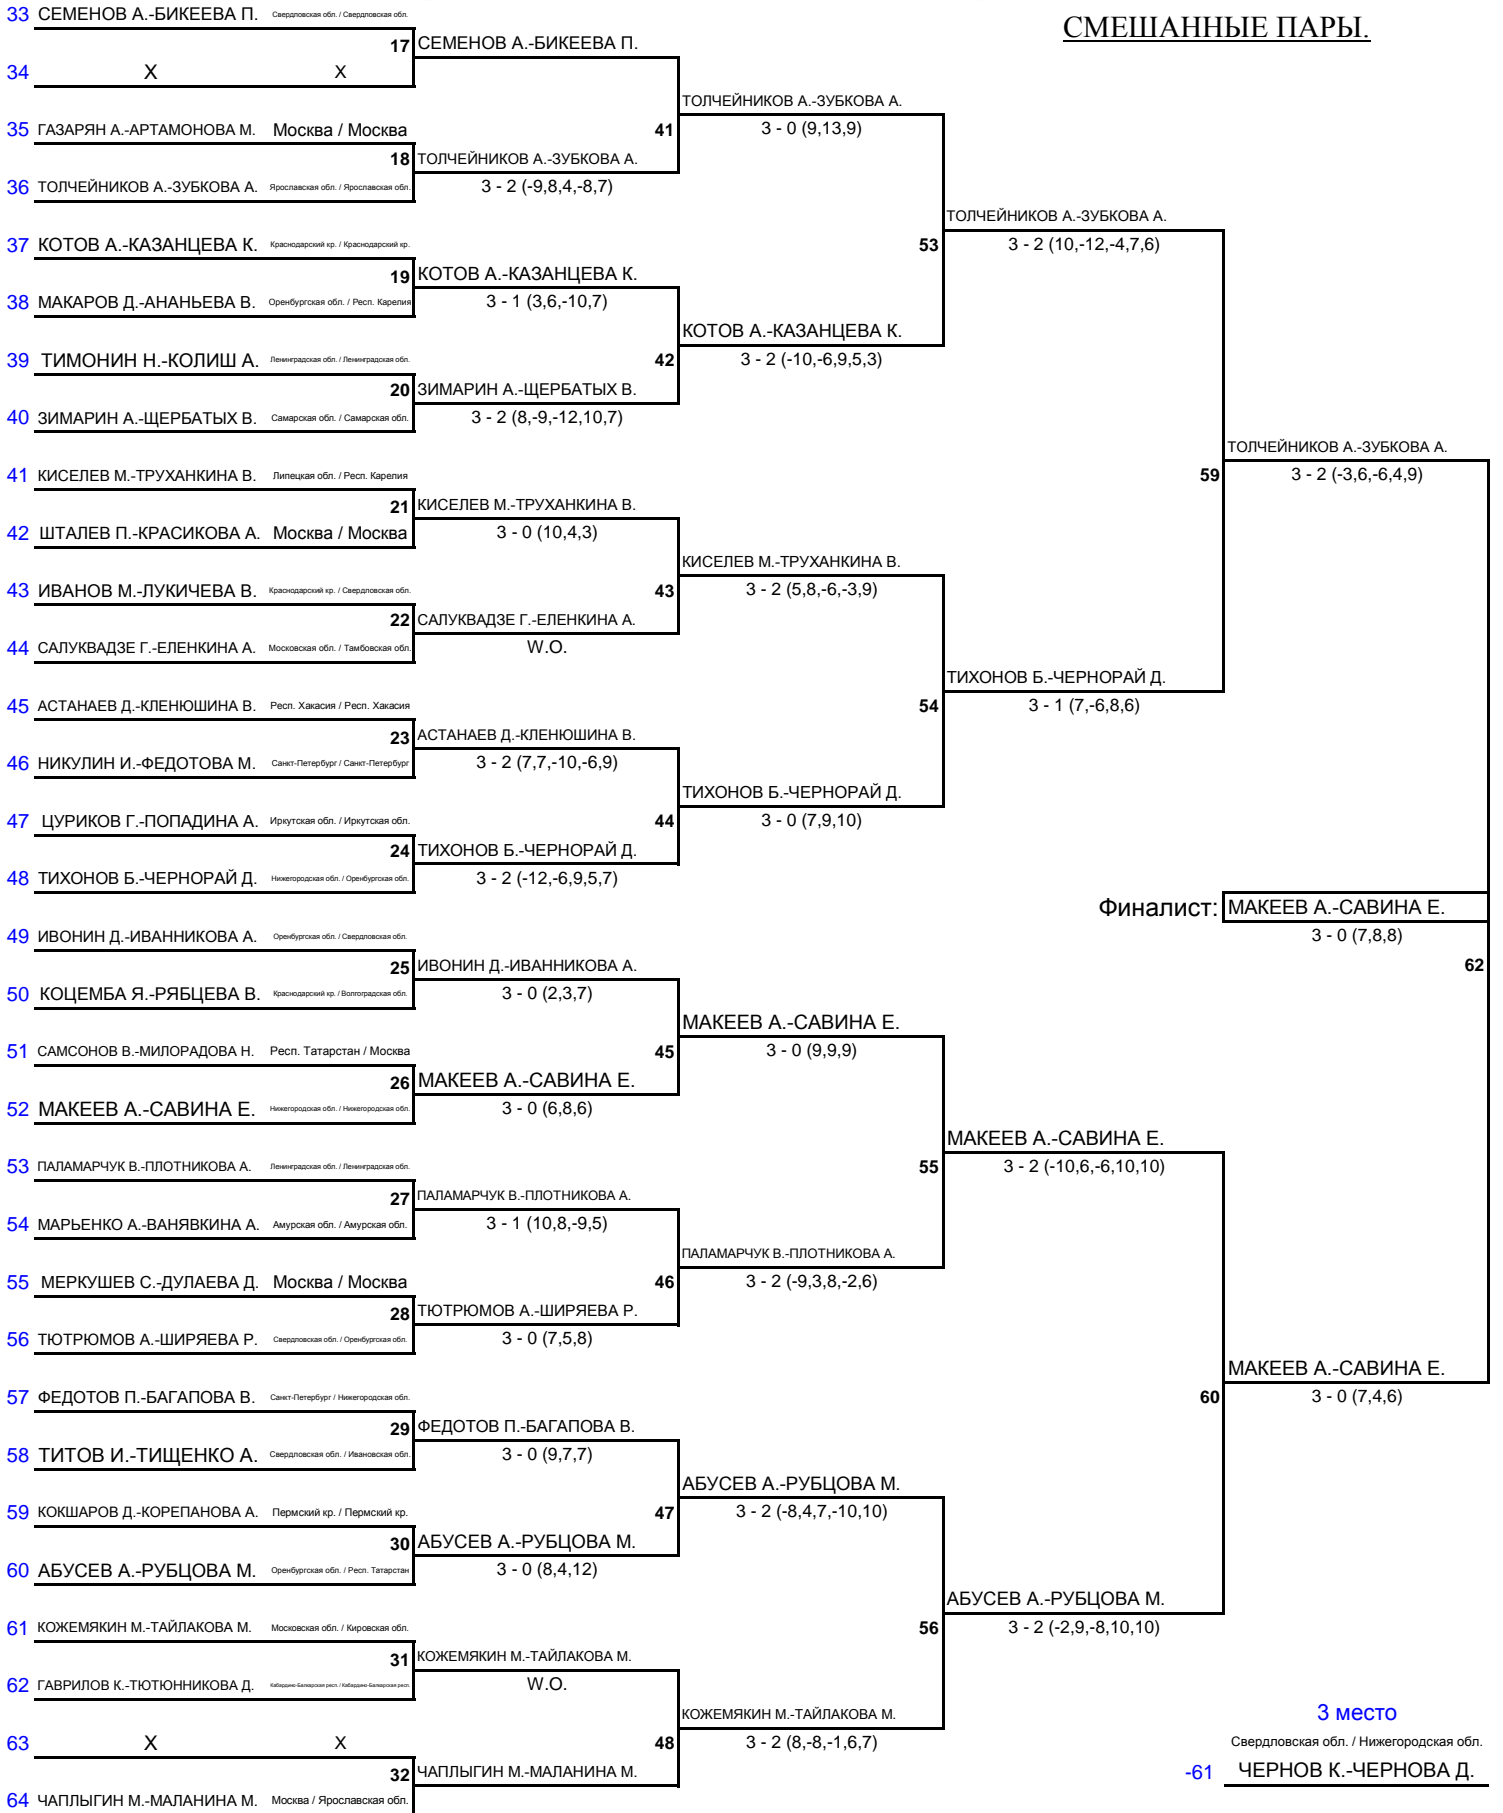 СМЕШАННЫЕ ПАРЫ.
33 СЕМЕНОВ А.-БИКЕЕВА П. Свердловская обл. / Свердловская обл.
17 СЕМЕНОВ А.-БИКЕЕВА П.
34 X X
ТОЛЧЕЙНИКОВ А.-ЗУБКОВА А.
35 ГАЗАРЯН А.-АРТАМОНОВА М. Москва / Москва
41 3 - 0 (9,13,9)
18 ТОЛЧЕЙНИКОВ А.-ЗУБКОВА А.
36 ТОЛЧЕЙНИКОВ А.-ЗУБКОВА А. Ярославская обл. / Ярославская обл.
3 - 2 (-9,8,4,-8,7)
ТОЛЧЕЙНИКОВ А.-ЗУБКОВА А.
37 КОТОВ А.-КАЗАНЦЕВА К. Краснодарский кр. / Краснодарский кр.
53 3 - 2 (10,-12,-4,7,6)
19 КОТОВ А.-КАЗАНЦЕВА К.
38 МАКАРОВ Д.-АНАНЬЕВА В. Оренбургская обл. / Респ. Карелия
3 - 1 (3,6,-10,7)
КОТОВ А.-КАЗАНЦЕВА К.
39 ТИМОНИН Н.-КОЛИШ А. Ленинградская обл. / Ленинградская обл.
42 3 - 2 (-10,-6,9,5,3)
20 ЗИМАРИН А.-ЩЕРБАТЫХ В.
40 ЗИМАРИН А.-ЩЕРБАТЫХ В. Самарская обл. / Самарская обл.
3 - 2 (8,-9,-12,10,7)
ТОЛЧЕЙНИКОВ А.-ЗУБКОВА А.
41 КИСЕЛЕВ М.-ТРУХАНКИНА В. Липецкая обл. / Респ. Карелия
59 3 - 2 (-3,6,-6,4,9)
21 КИСЕЛЕВ М.-ТРУХАНКИНА В.
42 ШТАЛЕВ П.-КРАСИКОВА А. Москва / Москва
3 - 0 (10,4,3)
КИСЕЛЕВ М.-ТРУХАНКИНА В.
43 ИВАНОВ М.-ЛУКИЧЕВА В. Краснодарский кр. / Свердловская обл.
43 3 - 2 (5,8,-6,-3,9)
22 САЛУКВАДЗЕ Г.-ЕЛЕНКИНА А.
44 САЛУКВАДЗЕ Г.-ЕЛЕНКИНА А. Московская обл. / Тамбовская обл.
W.O.
ТИХОНОВ Б.-ЧЕРНОРАЙ Д.
45 АСТАНАЕВ Д.-КЛЕНЮШИНА В. Респ. Хакасия / Респ. Хакасия
54 3 - 1 (7,-6,8,6)
23 АСТАНАЕВ Д.-КЛЕНЮШИНА В.
46 НИКУЛИН И.-ФЕДОТОВА М. Санкт-Петербург / Санкт-Петербург
3 - 2 (7,7,-10,-6,9)
ТИХОНОВ Б.-ЧЕРНОРАЙ Д.
47 ЦУРИКОВ Г.-ПОПАДИНА А. Иркутская обл. / Иркутская обл.
44 3 - 0 (7,9,10)
24 ТИХОНОВ Б.-ЧЕРНОРАЙ Д.
48 ТИХОНОВ Б.-ЧЕРНОРАЙ Д. Нижегородская обл. / Оренбургская обл.
3 - 2 (-12,-6,9,5,7)
Финалист: МАКЕЕВ А.-САВИНА Е.
49 ИВОНИН Д.-ИВАННИКОВА А. Оренбургская обл. / Свердловская обл.
3 - 0 (7,8,8)
25 ИВОНИН Д.-ИВАННИКОВА А.
62
50 КОЦЕМБА Я.-РЯБЦЕВА В. Краснодарский кр. / Волгоградская обл.
3 - 0 (2,3,7)
МАКЕЕВ А.-САВИНА Е.
51 САМСОНОВ В.-МИЛОРАДОВА Н. Респ. Татарстан / Москва
45 3 - 0 (9,9,9)
26 МАКЕЕВ А.-САВИНА Е.
52 МАКЕЕВ А.-САВИНА Е. Нижегородская обл. / Нижегородская обл.
3 - 0 (6,8,6)
МАКЕЕВ А.-САВИНА Е.
53 ПАЛАМАРЧУК В.-ПЛОТНИКОВА А. Ленинградская обл. / Ленинградская обл.
55 3 - 2 (-10,6,-6,10,10)
27 ПАЛАМАРЧУК В.-ПЛОТНИКОВА А.
54 МАРЬЕНКО А.-ВАНЯВКИНА А. Амурская обл. / Амурская обл.
3 - 1 (10,8,-9,5)
ПАЛАМАРЧУК В.-ПЛОТНИКОВА А.
55 МЕРКУШЕВ С.-ДУЛАЕВА Д. Москва / Москва
46 3 - 2 (-9,3,8,-2,6)
28 ТЮТРЮМОВ А.-ШИРЯЕВА Р.
56 ТЮТРЮМОВ А.-ШИРЯЕВА Р. Свердловская обл. / Оренбургская обл.
3 - 0 (7,5,8)
МАКЕЕВ А.-САВИНА Е.
57 ФЕДОТОВ П.-БАГАПОВА В. Санкт-Петербург / Нижегородская обл.
60 3 - 0 (7,4,6)
29 ФЕДОТОВ П.-БАГАПОВА В.
58 ТИТОВ И.-ТИЩЕНКО А. Свердловская обл. / Ивановская обл.
3 - 0 (9,7,7)
АБУСЕВ А.-РУБЦОВА М.
59 КОКШАРОВ Д.-КОРЕПАНОВА А. Пермский кр. / Пермский кр.
47 3 - 2 (-8,4,7,-10,10)
30 АБУСЕВ А.-РУБЦОВА М.
60 АБУСЕВ А.-РУБЦОВА М. Оренбургская обл. / Респ. Татарстан
3 - 0 (8,4,12)
АБУСЕВ А.-РУБЦОВА М.
61 КОЖЕМЯКИН М.-ТАЙЛАКОВА М. Московская обл. / Кировская обл.
56 3 - 2 (-2,9,-8,10,10)
31 КОЖЕМЯКИН М.-ТАЙЛАКОВА М.
62 ГАВРИЛОВ К.-ТЮТЮННИКОВА Д. Кабардино-Балкарская респ. / Кабардино-Балкарская респ.
W.O.
КОЖЕМЯКИН М.-ТАЙЛАКОВА М.
3 место
63 X X
48 3 - 2 (8,-8,-1,6,7)
Свердловская обл. / Нижегородская обл.
32 ЧАПЛЫГИН М.-МАЛАНИНА М.
-61 ЧЕРНОВ К.-ЧЕРНОВА Д.
64 ЧАПЛЫГИН М.-МАЛАНИНА М. Москва / Ярославская обл.